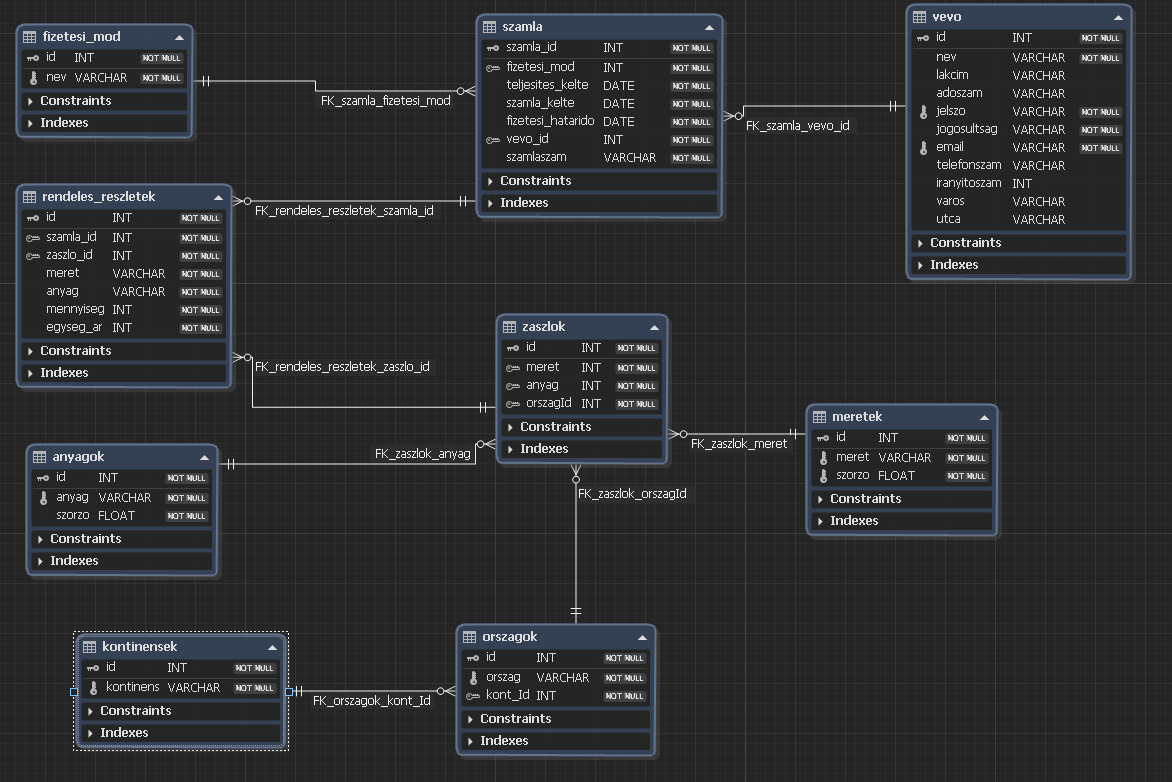 fizetesi_mod
id INT NOT NULL
nev VARCHAR NOT NULL
Constraints
Indexes
FK_szamla_fizetesi_mod
szamla
szamla_id INT NOT NULL
fizetesi_mod INT NOT NULL
teljesites_kelte DATE NOT NULL
szamla_kelte DATE NOT NULL
fizetesi_hatarido DATE NOT NULL
vevo_id INT NOT NULL
szamlaszam VARCHAR NOT NULL
Constraints
Indexes
FK_szamla_vevo_id
vevo
id INT NOT NULL
nev VARCHAR NOT NULL
lakcim VARCHAR
adoszam VARCHAR
jelszo VARCHAR NOT NULL
jogosultsag VARCHAR NOT NULL
email VARCHAR NOT NULL
telefonszam VARCHAR
iranyitoszam INT
varos VARCHAR
utca VARCHAR
Constraints
Indexes
rendeles_reszletek
id INT NOT NULL
szamla_id INT NOT NULL
zaszlo_id INT NOT NULL
meret VARCHAR NOT NULL
anyag VARCHAR NOT NULL
mennyiseg INT NOT NULL
egyseg_ar INT NOT NULL
Constraints
Indexes
FK_rendeles_reszletek_szamla_id
FK_rendeles_reszletek_zaszlo_id
zaszlok
id INT NOT NULL
meret INT NOT NULL
anyag INT NOT NULL
orszagId INT NOT NULL
Constraints
Indexes
FK_zaszlok_anyag
FK_zaszlok_meret
FK_zaszlok_orszagId
meretek
id INT NOT NULL
meret VARCHAR NOT NULL
szorzo FLOAT NOT NULL
Constraints
Indexes
anyagok
id INT NOT NULL
anyag VARCHAR NOT NULL
szorzo FLOAT NOT NULL
Constraints
Indexes
kontinensek
id INT NOT NULL
kontinens VARCHAR NOT NULL
Constraints
Indexes
FK_orszagok_kont_Id
orszagok
id INT NOT NULL
orszag VARCHAR NOT NULL
kont_Id INT NOT NULL
Constraints
Indexes